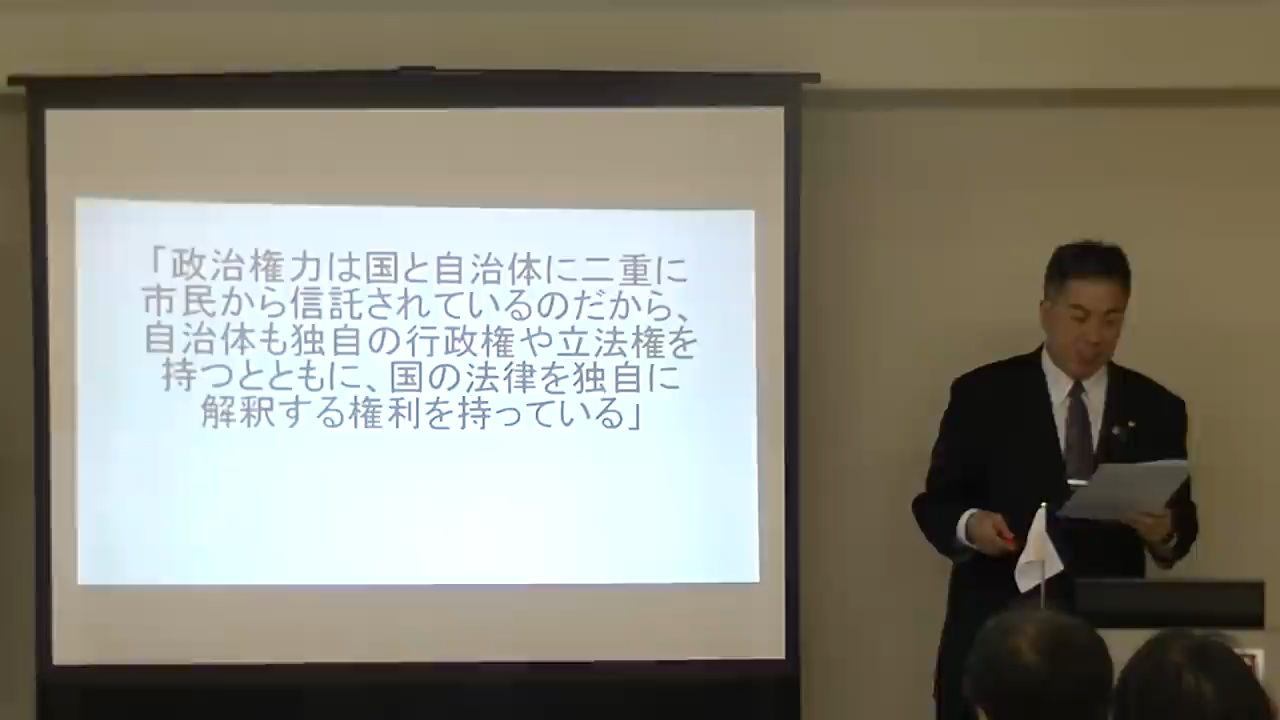 「政治権力は国と自治体に二重に
市民から信託されているのだから、
自治体も独自の行政権や立法権を
持つとともに、国の法律を独自に
解釈する権利を持っている」